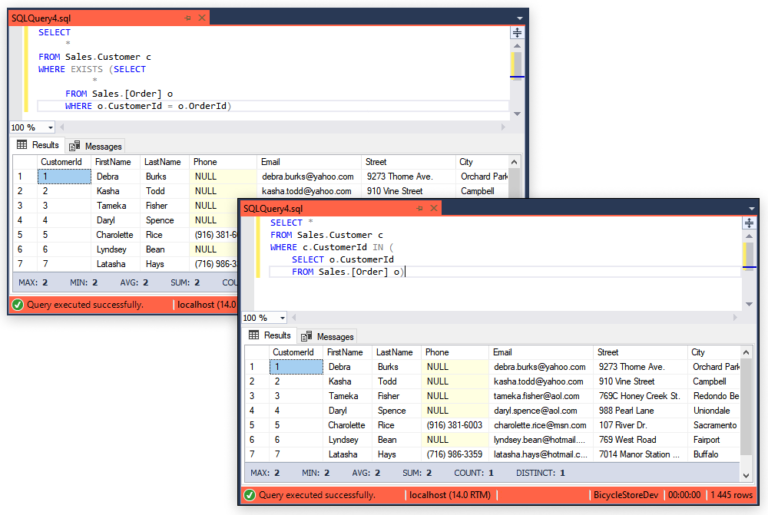 SQLQuery4.sql
SELECT
*
FROM Sales.Customer c
WHERE EXISTS (SELECT
*
FROM Sales.[Order] o
WHERE o.CustomerId = o.OrderId)
100 %
Results Messages
CustomerId FirstName LastName Phone Email Street City
1 1 Debra Burks NULL debra.burks@yahoo.com 9273 Thorne Ave. Orchard Park
2 2 Kasha Todd NULL kasha.todd@yahoo.com 910 Vine Street Campbell
3 3 Tameka Fisher NULL
4 4 Daryl Spence NULL
5 5 Charolette Rice (916) 381-6
6 6 Lyndsey Bean NULL
7 7 Latasha Hays (716) 986-3
MAX: 2 MIN: 2 AVG: 2 SUM: 2 COU
Query executed successfully. localhost (14.0
SQLQuery4.sql
SELECT *
FROM Sales.Customer c
WHERE c.CustomerId IN (
SELECT o.CustomerId
FROM Sales.[Order] o)
100 %
Results Messages
CustomerId FirstName LastName Phone Email Street City
1 1 Debra Burks NULL debra.burks@yahoo.com 9273 Thorne Ave. Orchard Park
2 2 Kasha Todd NULL kasha.todd@yahoo.com 910 Vine Street Campbell
3 3 Tameka Fisher NULL tameka.fisher@aol.com 769C Honey Creek St. Redondo Be
4 4 Daryl Spence NULL daryl.spence@aol.com 988 Pearl Lane Uniondale
5 5 Charolette Rice (916) 381-6003 charolette.rice@msn.com 107 River Dr. Sacramento
6 6 Lyndsey Bean NULL lyndsey.bean@hotmail.... 769 West Road Fairport
7 7 Latasha Hays (716) 986-3359 latasha.hays@hotmail.c... 7014 Manor Station ... Buffalo
MAX: 2 MIN: 2 AVG: 2 SUM: 2 COUNT: 1 DISTINCT: 1
Query executed successfully. localhost (14.0 RTM) BicycleStoreDev 00:00:00 1 445 rows